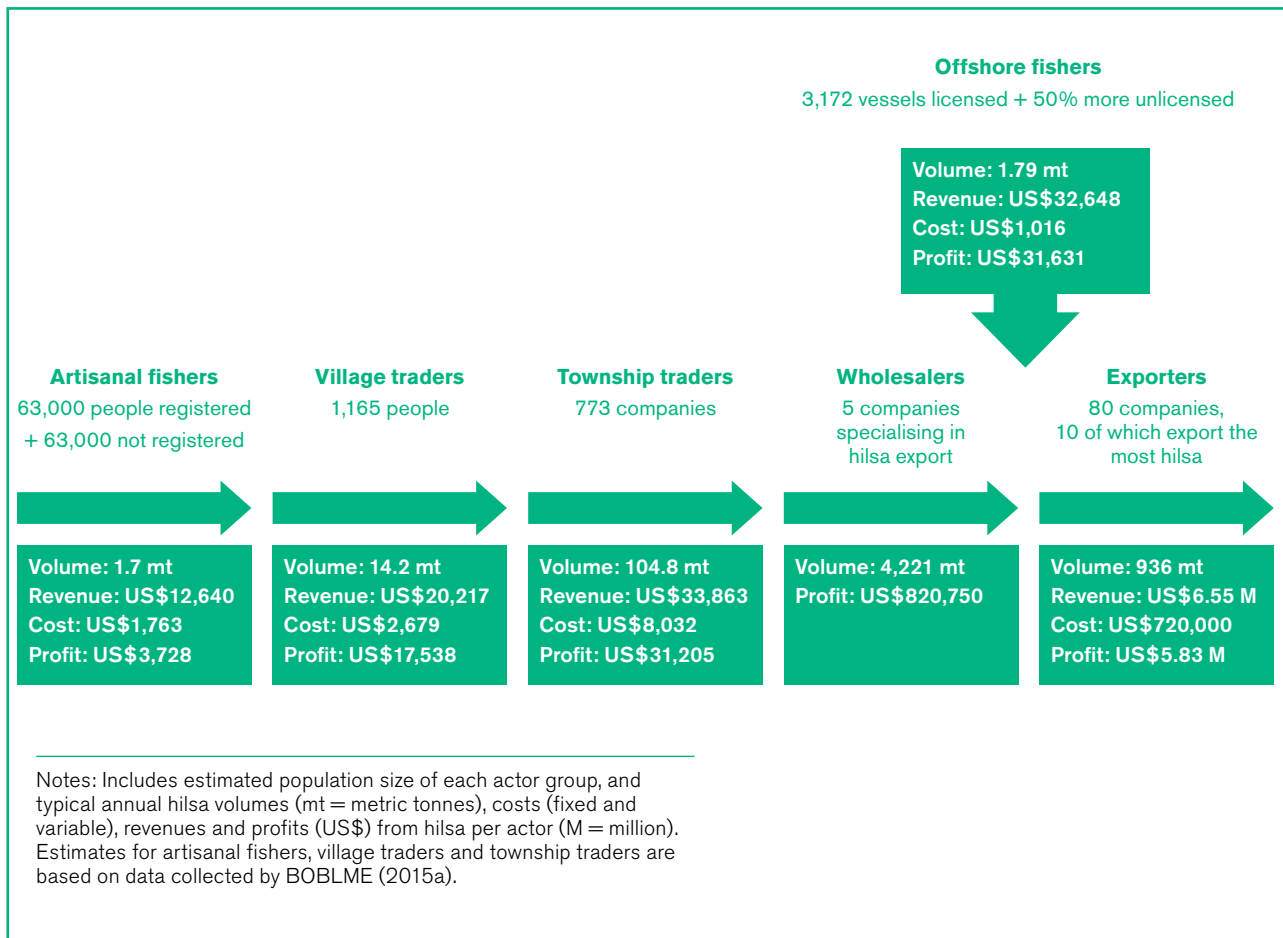 Offshore fishers
3,172 vessels licensed + 50% more unlicensed
Volume: 1.79 mt
Revenue: US$32,648
Cost: US$1,016
Profit: US$31,631
Artisanal fishers
63,000 people registered
+ 63,000 not registered
Volume: 1.7 mt
Revenue: US$12,640
Cost: US$1,763
Profit: US$3,728
Village traders
1,165 people
Volume: 14.2 mt
Revenue: US$20,217
Cost: US$2,679
Profit: US$17,538
Township traders
773 companies
Volume: 104.8 mt
Revenue: US$33,863
Cost: US$8,032
Profit: US$31,205
Wholesalers
5 companies
specialising in
hilsa export
Volume: 4,221 mt
Profit: US$820,750
Exporters
80 companies,
10 of which export the
most hilsa
Volume: 936 mt
Revenue: US$6.55 M
Cost: US$720,000
Profit: US$5.83 M
Notes: Includes estimated population size of each actor group, and
typical annual hilsa volumes (mt = metric tonnes), costs (fixed and
variable), revenues and profits (US$) from hilsa per actor (M = million).
Estimates for artisanal fishers, village traders and township traders are
based on data collected by BOBLME (2015a).